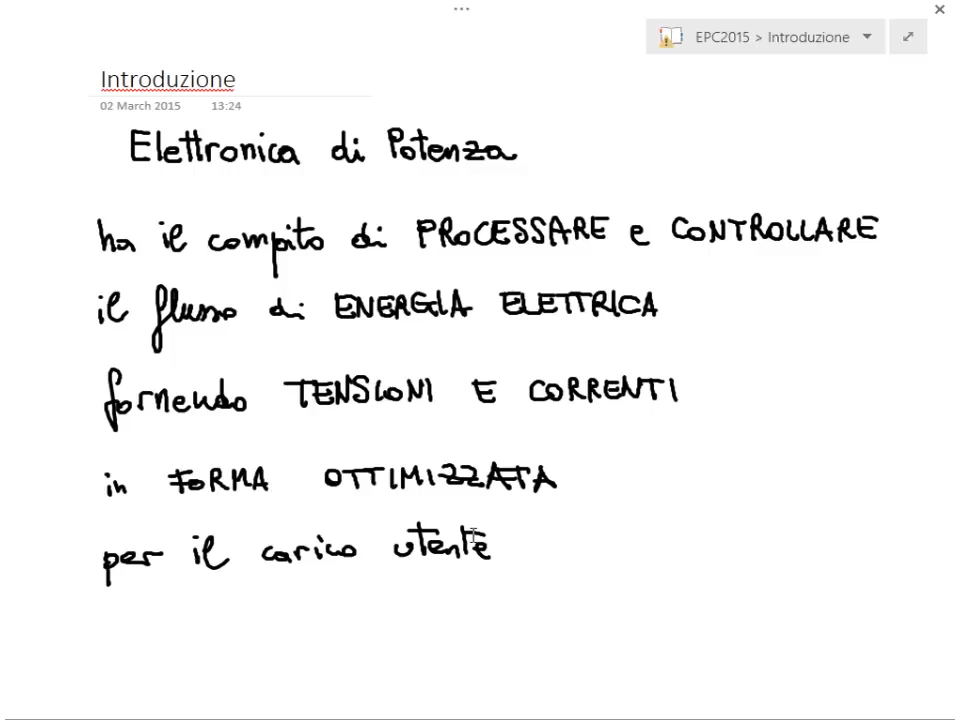 EPC2015 > Introduzione
Introduzione
02 March 2015 13:24
Elettronica di Potenza
ha il compito di PROCESSARE e CONTROLLARE
il flusso di ENERGIA ELETTRICA
fornendo TENSIONI E CORRENTI
in FORMA OTTIMIZZATA
per il carico utente